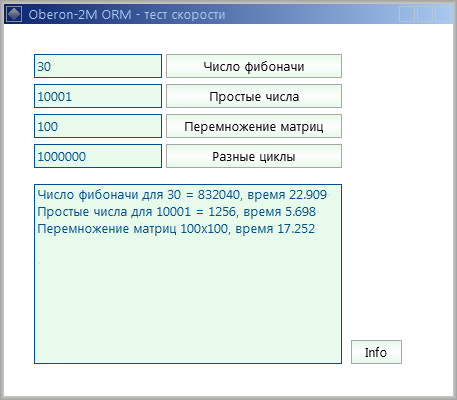 Oberon-2M ORM - тест скорости
30 Число фибоначи
10001 Простые числа
100 Перемножение матриц
1000000 Разные циклы
Число фибоначи для 30 = 832040, время 22.909
Простые числа для 10001 = 1256, время 5.698
Перемножение матриц 100x100, время 17.252
Info